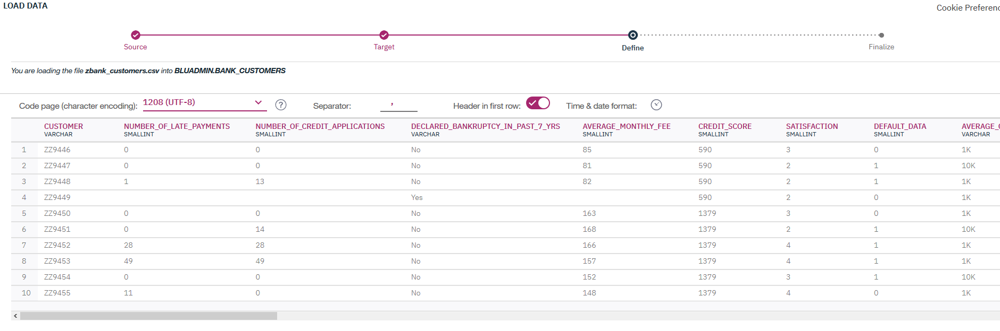 LOAD DATA
Cookie Preferenc
Source Target Define Finalize
You are loading the file zbank_customers.csv into BLUADMIN.BANK_CUSTOMERS
Code page (character encoding): 1208 (UTF-8) ? Separator: , Header in first row: Time & date format:
CUSTOMER NUMBER_OF_LATE_PAYMENTS NUMBER_OF_CREDIT_APPLICATIONS DECLARED_BANKRUPTCY_IN_PAST_7_YRS AVERAGE_MONTHLY_FEE CREDIT_SCORE SATISFACTION DEFAULT_DATA AVERAGE_
VARCHAR SMALLINT SMALLINT VARCHAR SMALLINT SMALLINT SMALLINT SMALLINT VARCHAR
1 ZZ9446 0 0 No 85 590 3 0 1K
2 ZZ9447 0 0 No 81 590 2 1 10K
3 ZZ9448 1 13 No 82 590 2 1 1K
4 ZZ9449 Yes 590 2 0 1K
5 ZZ9450 0 0 No 163 1379 3 0 1K
6 ZZ9451 0 14 No 168 1379 2 1 10K
7 ZZ9452 28 28 No 166 1379 4 1 1K
8 ZZ9453 49 49 No 157 1379 4 1 1K
9 ZZ9454 0 0 No 152 1379 3 1 10K
10 ZZ9455 11 0 No 148 1379 4 0 1K